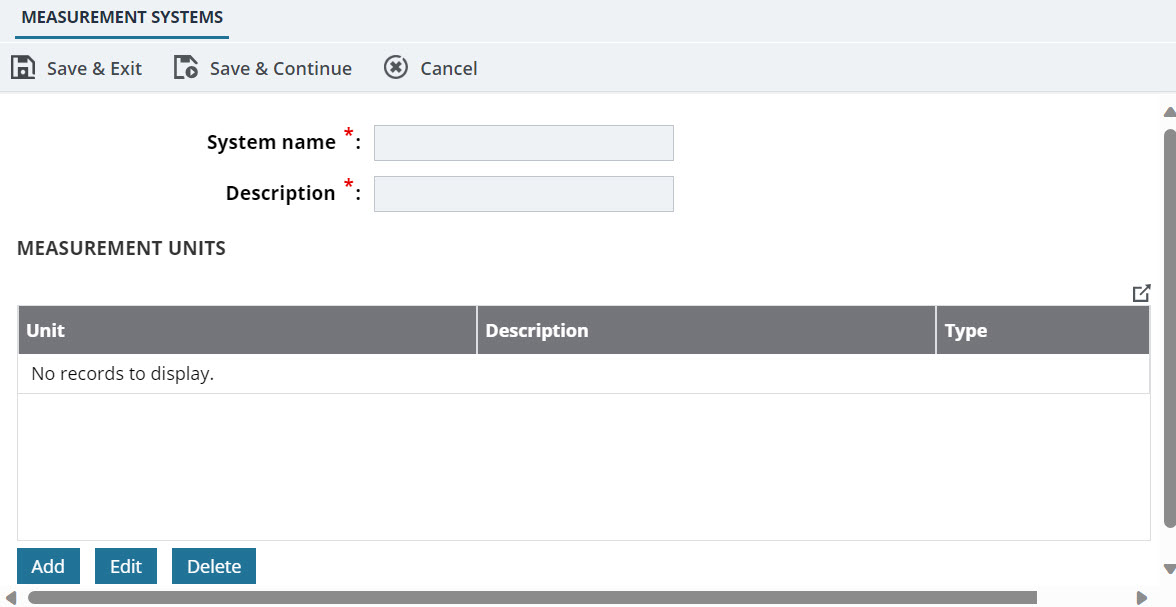 MEASUREMENT SYSTEMS
Save & Exit Save & Continue Cancel
System name *:
Description *:
MEASUREMENT UNITS
Unit Description Type
No records to display.
Add Edit Delete